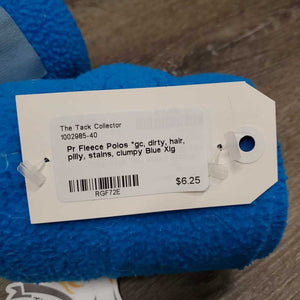 The Tack Collector
1002985-40
Pr Fleece Polos *gc, dirty, hair,
pilly, stains, clumpy Blue Xlg
RGF72E
$6.25